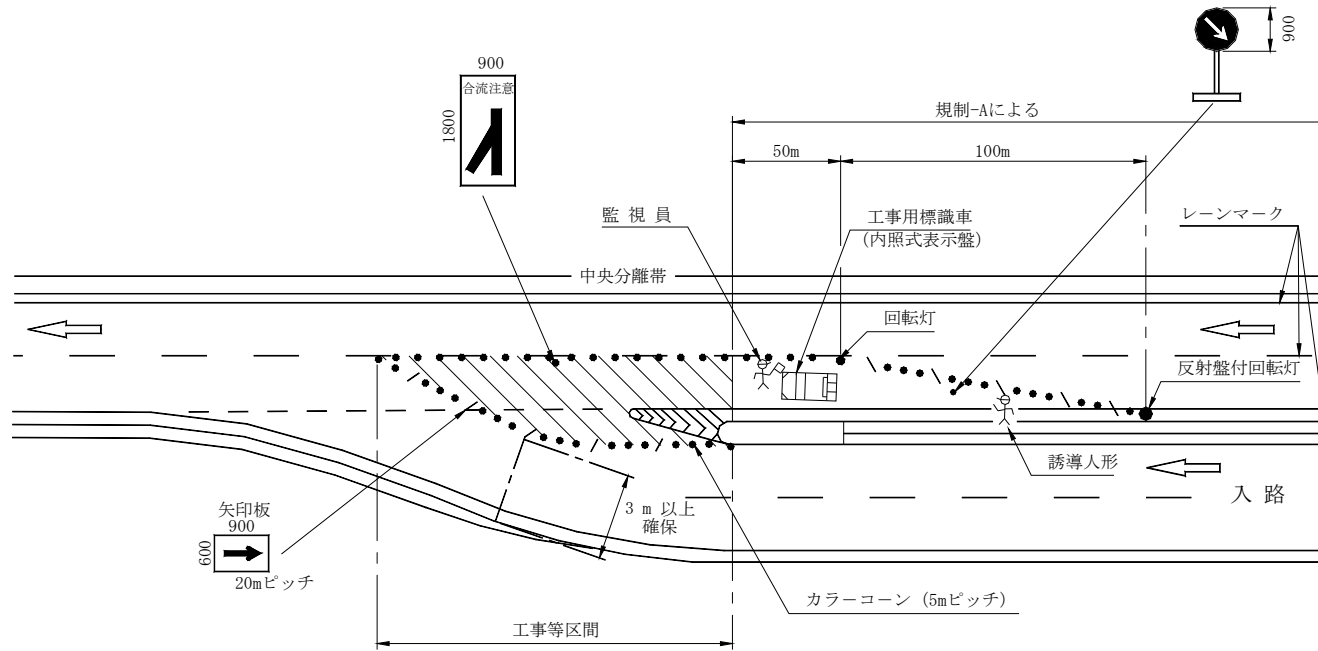 900
900
合流注意
1800
規制-Aによる
50m
100m
監視員
工事用標識車
(内照式表示盤)
レーンマーク
中央分離帯
回転灯
反射盤付回転灯
誘導人形
入路
矢印板
900
600
20mピッチ
3 m 以上
確保
カラーコーン (5mピッチ)
工事等区間